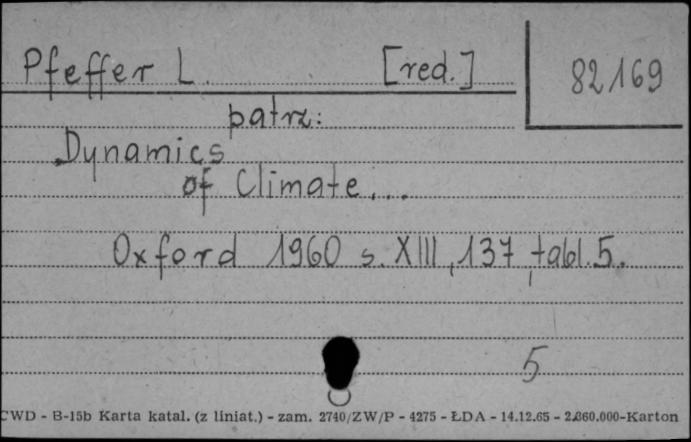 Pfeffer L. [red.]
82169
patrz:
Dynamics
of Climate...
Oxford 1960 s. XIII, 137, tabl. 5.
5
CWD - B-15b Karta katal. (z liniat.) - zam. 2740/ZW/P - 4275 - ŁDA - 14.12.65 - 2.860.000-Karton